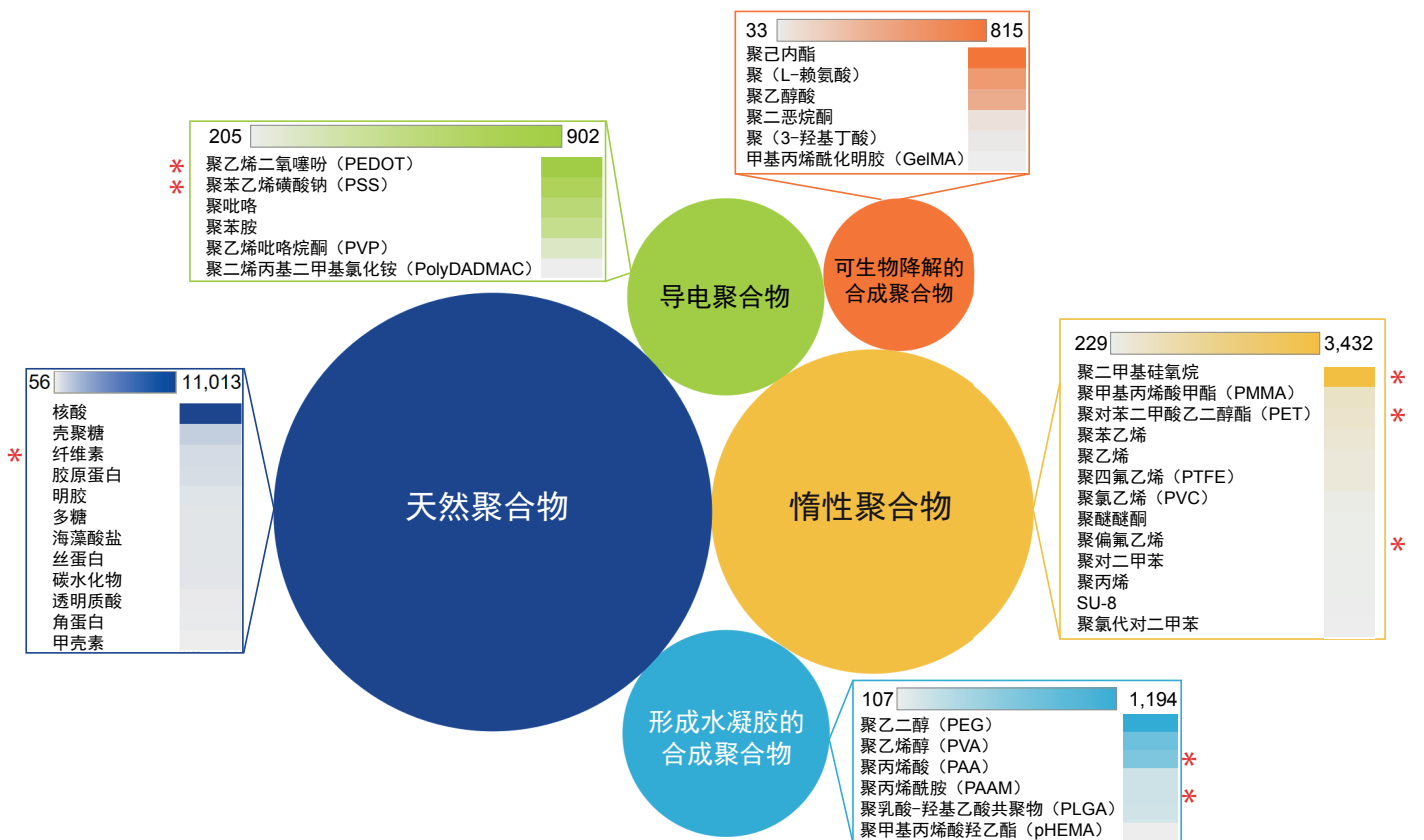 33 815
聚己内酯
聚（L-赖氨酸）
聚乙醇酸
聚二恶烷酮
聚（3-羟基丁酸）
甲基丙烯酰化明胶（GelMA）
205 902
* 聚乙烯二氧噻吩（PEDOT）
* 聚苯乙烯磺酸钠（PSS）
聚吡咯
聚苯胺
聚乙烯吡咯烷酮（PVP）
聚二烯丙基二甲基氯化铵（PolyDADMAC）
导电聚合物
可生物降解的
合成聚合物
56 11,013
核酸
壳聚糖
* 纤维素
胶原蛋白
明胶
多糖
海藻酸盐
丝蛋白
碳水化物
透明质酸
角蛋白
甲壳素
天然聚合物
惰性聚合物
229 3,432
聚二甲基硅氧烷 *
聚甲基丙烯酸甲酯（PMMA）
聚对苯二甲酸乙二醇酯（PET） *
聚苯乙烯
聚乙烯
聚四氟乙烯（PTFE）
聚氯乙烯（PVC）
聚醚醚酮
聚偏氟乙烯 *
聚对二甲苯
聚丙烯
SU-8
聚氯代对二甲苯
形成水凝胶的
合成聚合物
107 1,194
聚乙二醇（PEG）
聚乙烯醇（PVA）
聚丙烯酸（PAA） *
聚丙烯酰胺（PAAM）
聚乳酸-羟基乙酸共聚物（PLGA） *
聚甲基丙烯酸羟乙酯（pHEMA）